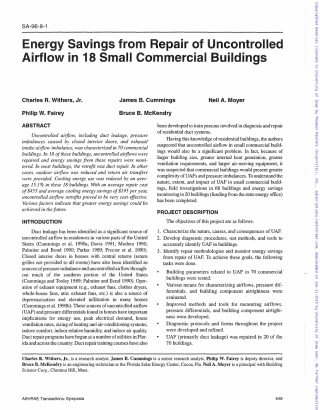 SA-96-8-1
Energy Savings from Repair of Uncontrolled
Airflow in 18 Small Commercial Buildings
Charles R. Withers, Jr.
James B. Cummings
Neil A. Moyer
Philip W. Fairey
Bruce B. McKendry
ABSTRACT
Uncontrolled airflow, including duct leakage, pressure
imbalances caused by closed interior doors, and exhaust/
intake airflow imbalance, was characterized in 70 commercial
buildings. In 18 of these buildings, uncontrolled airflows were
repaired and energy savings from these repairs were monitored.
In most buildings, the retrofit was duct repair. In other
cases, outdoor airflow was reduced and return air transfers
were provided. Cooling energy use was reduced by an average
15.1% in these 18 buildings. With an average repair cost
of $455 and average cooling energy savings of $195 per year,
uncontrolled airflow retrofits proved to be very cost-effective.
Various factors indicate that greater energy savings could be
achieved in the future.
INTRODUCTION
Duct leakage has been identified as a significant source of
uncontrolled airflow in residences in various parts of the United
States (Cummings et al. 1990a; Davis 1991; Modera 1990;
Palmiter and Bond 1990; Parker 1989; Proctor et al. 1990).
Closed interior doors in houses with central returns (return
grilles not provided to all rooms) have also been identified as
sources of pressure imbalance and uncontrolled airflow throughout
much of the southern portion of the United States
(Cummings and Tooley 1989; Palmiter and Bond 1990). Operation
of exhaust equipment (e.g., exhaust fans, clothes dryers,
whole-house fans, attic exhaust fans, etc.) is also a source of
depressurization and elevated infiltration in many homes
(Cummings et al. 1990b). These sources of uncontrolled airflow
(UAF) and pressure differentials found in homes have important
implications for energy use, peak electrical demand, house
ventilation rates, sizing of heating and air-conditioning systems,
indoor comfort, indoor relative humidity, and indoor air quality.
Duct repair programs have begun at a number of utilities in Florida
and across the country. Duct repair training courses have also
been developed to train persons involved in diagnosis and repair
of residential duct systems.
Having this knowledge of residential buildings, the authors
suspected that uncontrolled airflow in small commercial buildings
would also be a significant problem. In fact, because of
larger building size, greater internal heat generation, greater
ventilation requirements, and larger air-moving equipment, it
was suspected that commercial buildings would present greater
complexity of UAFs and pressure imbalances. To understand the
nature, extent, and impact of UAF in small commercial buildings,
field investigations in 68 buildings and energy savings
monitoring in 20 buildings (funding from the state energy office)
has been completed.
PROJECT DESCRIPTION
The objectives of this project are as follows.
1. Characterize the nature, causes, and consequences of UAF.
2. Develop diagnostic procedures, test methods, and tools to
accurately identify UAF in buildings.
3. Identify repair methodologies and monitor energy savings
from repair of UAF. To achieve these goals, the following
tasks were done.
• Building parameters related to UAF in 70 commercial
buildings were tested.
• Various means for characterizing airflows, pressure differentials,
and building component airtightness were
evaluated.
• Improved methods and tools for measuring airflows,
pressure differentials, and building component airtightness
were developed.
• Diagnostic protocols and forms throughout the project
were developed and refined.
• UAF (primarily duct leakage) was repaired in 20 of the
70 buildings.
Charles R. Withers, Jr., is a research analyst, James B. Cummings is a senior research analyst, Philip W. Fairey is deputy director, and
Bruce B. McKendry is an engineering technician at the Florida Solar Energy Center, Cocoa, Fla. Neil A. Moyer is principal with Building
Science Corp., Chestnut Hill, Mass.
ASHRAE Transactions: Symposia
549